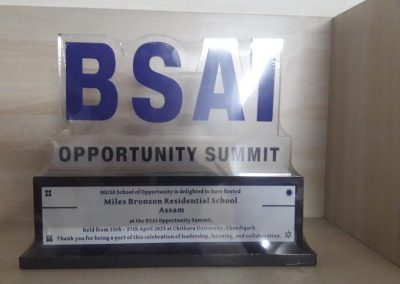 BSAI
OPPORTUNITY SUMMIT
MU20 School of Opportunity is delighted to have hosted
Miles Bronson Residential School
Assam
at the BSAI Opportunity Summit,
held from 25th - 27th April 2025 at Chitkara University, Chandigarh.
Thank you for being a part of this celebration of leadership, learning, and collaboration.